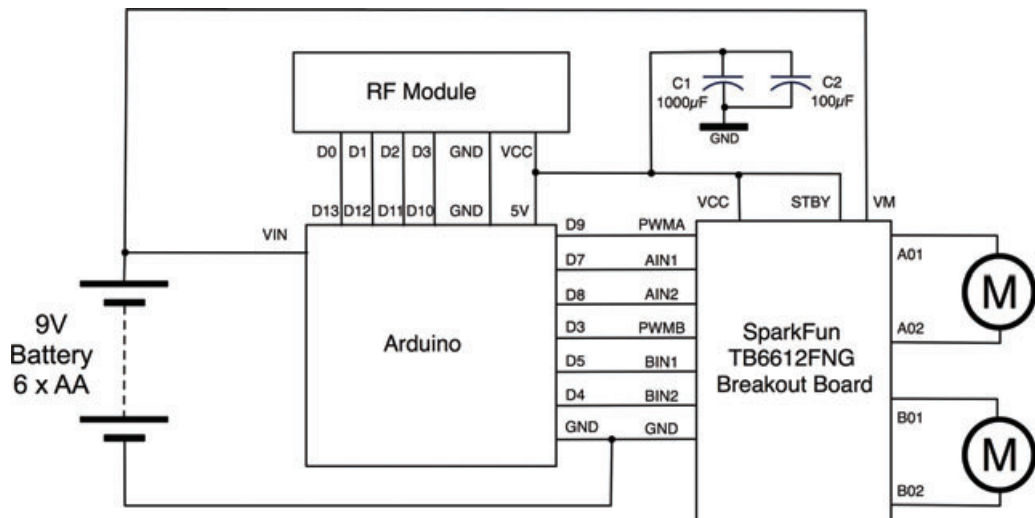 RF Module
D0 D1 D2 D3 GND VCC
D13 D12 D11 D10 GND 5V
C1
1000µF
C2
100µF
GND
VIN
9V
Battery
6 x AA
Arduino
D9 PWMA
D7 AIN1
D8 AIN2
D3 PWMB
D5 BIN1
D4 BIN2
GND GND
VCC STBY VM
SparkFun
TB6612FNG
Breakout Board
A01
M
A02
B01
M
B02